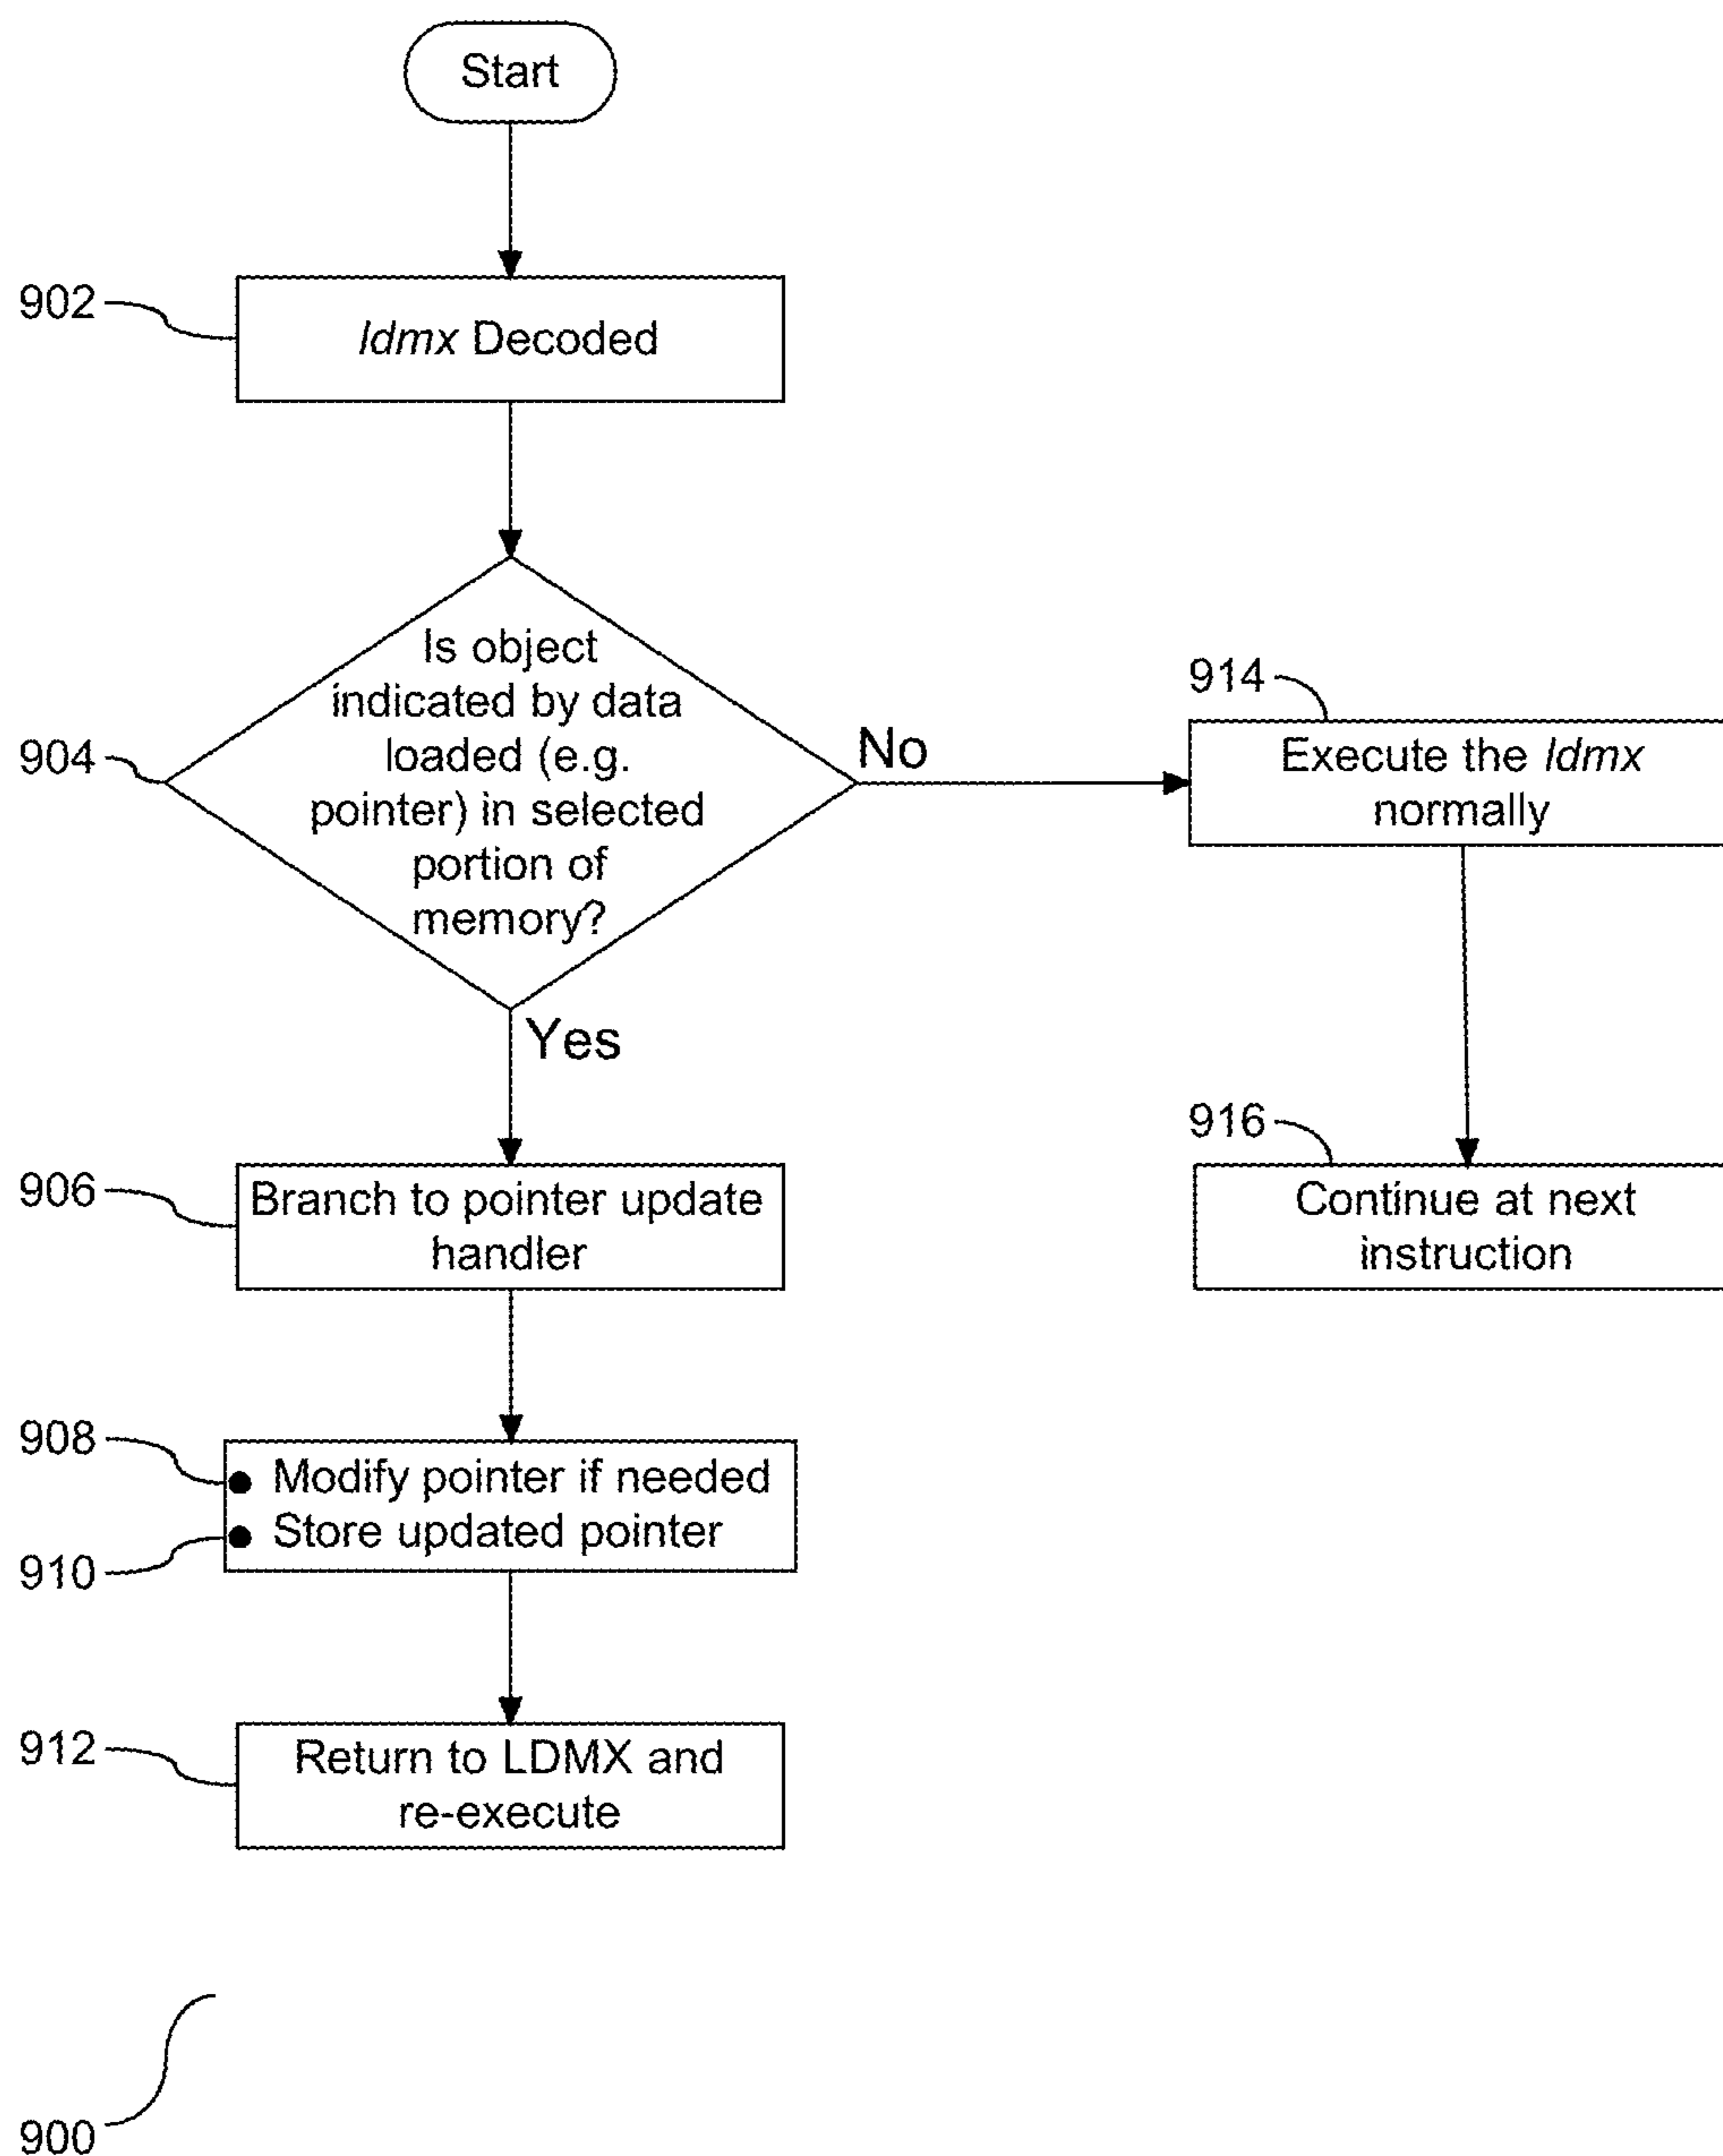 Start
902
ldmx Decoded
904
Is object
indicated by data
loaded (e.g.
pointer) in selected
portion of
memory?
No
914
Execute the ldmx
normally
Yes
916
Continue at next
instruction
906
Branch to pointer update
handler
908
● Modify pointer if needed
● Store updated pointer
910
912
Return to LDMX and
re-execute
900